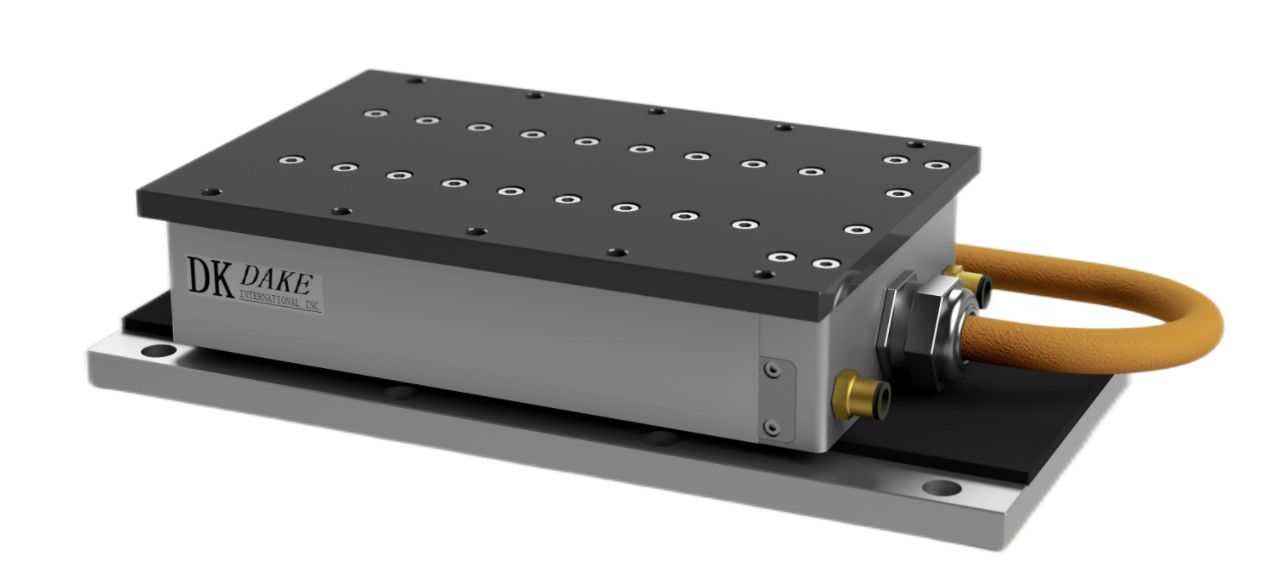 DK DAKE
INTERNATIONAL INC